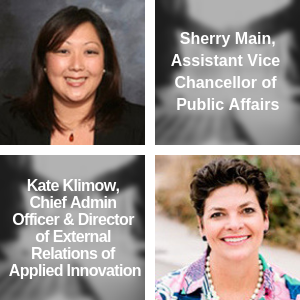 Sherry Main,
Assistant Vice
Chancellor of
Public Affairs
Kate Klimow,
Chief Admin
Officer & Director
of External
Relations of
Applied Innovation